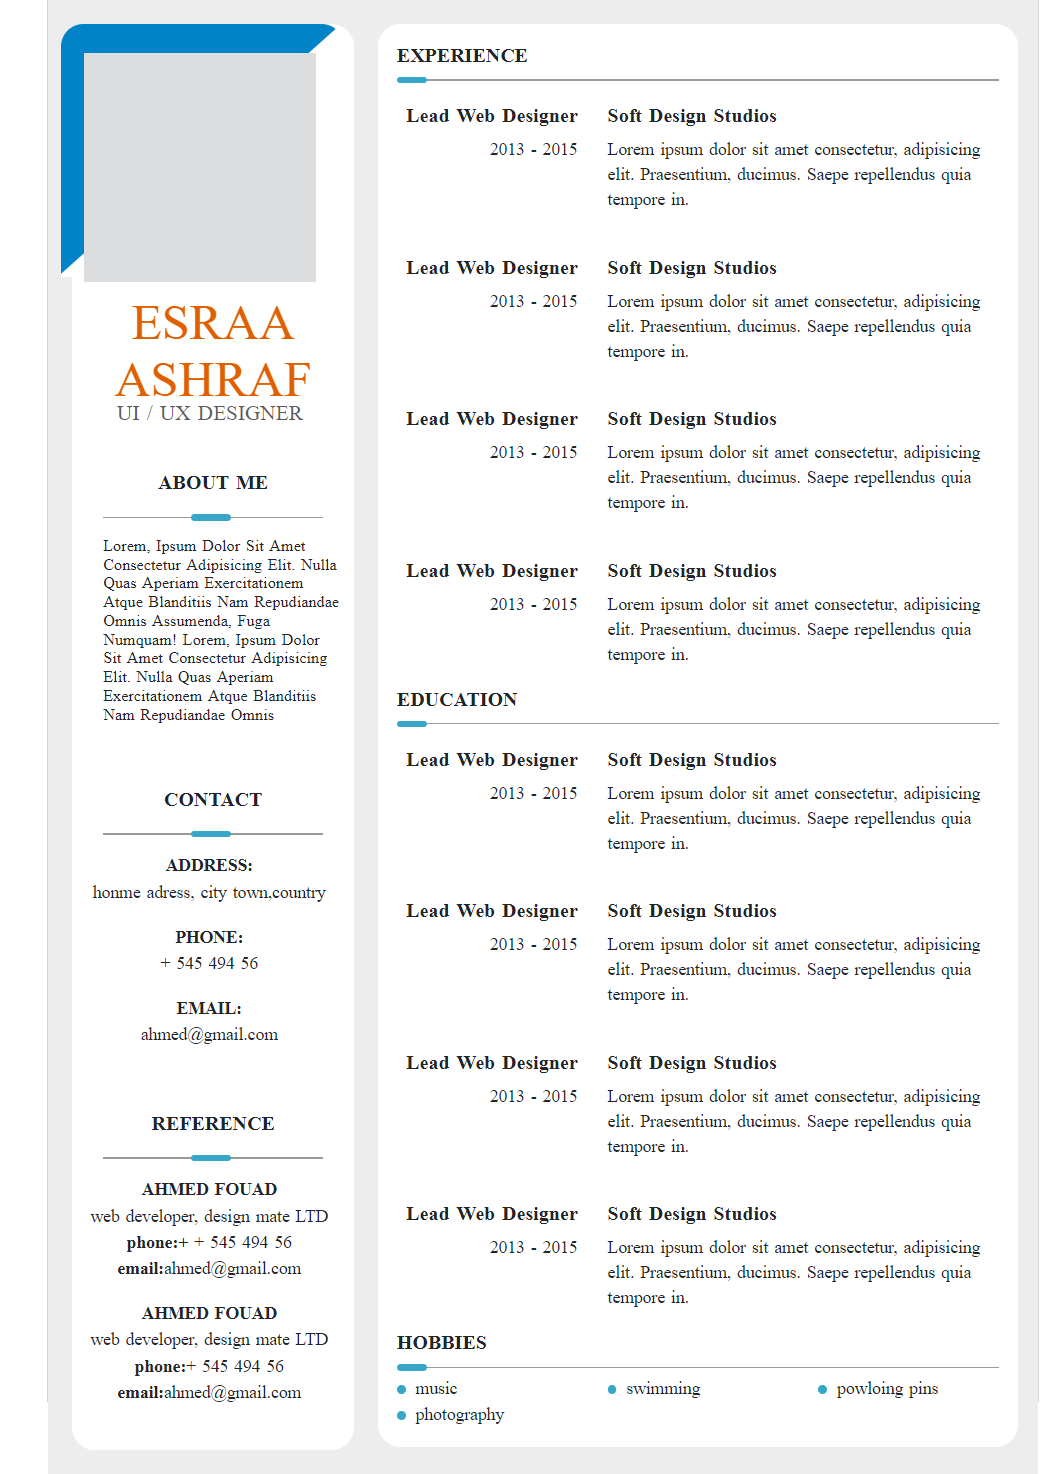 ESRAA
ASHRAF
UI / UX DESIGNER
ABOUT ME
Lorem, Ipsum Dolor Sit Amet
Consectetur Adipisicing Elit. Nulla
Quas Aperiam Exercitationem
Atque Blanditiis Nam Repudiandae
Omnis Assumenda, Fuga
Numquam! Lorem, Ipsum Dolor
Sit Amet Consectetur Adipisicing
Elit. Nulla Quas Aperiam
Exercitationem Atque Blanditiis
Nam Repudiandae Omnis
CONTACT
ADDRESS:
honme adress, city town,country
PHONE:
+ 545 494 56
EMAIL:
ahmed@gmail.com
REFERENCE
AHMED FOUAD
web developer, design mate LTD
phone:+ + 545 494 56
email:ahmed@gmail.com
AHMED FOUAD
web developer, design mate LTD
phone:+ 545 494 56
email:ahmed@gmail.com
EXPERIENCE
Lead Web Designer
2013 - 2015
Soft Design Studios
Lorem ipsum dolor sit amet consectetur, adipisicing
elit. Praesentium, ducimus. Saepe repellendus quia
tempore in.
Lead Web Designer
2013 - 2015
Soft Design Studios
Lorem ipsum dolor sit amet consectetur, adipisicing
elit. Praesentium, ducimus. Saepe repellendus quia
tempore in.
Lead Web Designer
2013 - 2015
Soft Design Studios
Lorem ipsum dolor sit amet consectetur, adipisicing
elit. Praesentium, ducimus. Saepe repellendus quia
tempore in.
Lead Web Designer
2013 - 2015
Soft Design Studios
Lorem ipsum dolor sit amet consectetur, adipisicing
elit. Praesentium, ducimus. Saepe repellendus quia
tempore in.
EDUCATION
Lead Web Designer
2013 - 2015
Soft Design Studios
Lorem ipsum dolor sit amet consectetur, adipisicing
elit. Praesentium, ducimus. Saepe repellendus quia
tempore in.
Lead Web Designer
2013 - 2015
Soft Design Studios
Lorem ipsum dolor sit amet consectetur, adipisicing
elit. Praesentium, ducimus. Saepe repellendus quia
tempore in.
Lead Web Designer
2013 - 2015
Soft Design Studios
Lorem ipsum dolor sit amet consectetur, adipisicing
elit. Praesentium, ducimus. Saepe repellendus quia
tempore in.
Lead Web Designer
2013 - 2015
Soft Design Studios
Lorem ipsum dolor sit amet consectetur, adipisicing
elit. Praesentium, ducimus. Saepe repellendus quia
tempore in.
HOBBIES
music
swimming
powloing pins
photography